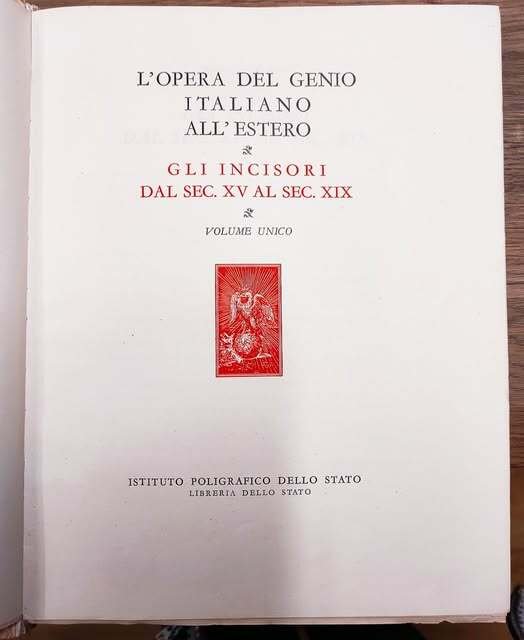 L'OPERA DEL GENIO
ITALIANO
ALL'ESTERO
GLI INCISORI
DAL SEC. XV AL SEC. XIX
VOLUME UNICO
ISTITUTO POLIGRAFICO DELLO STATO
LIBRERIA DELLO STATO